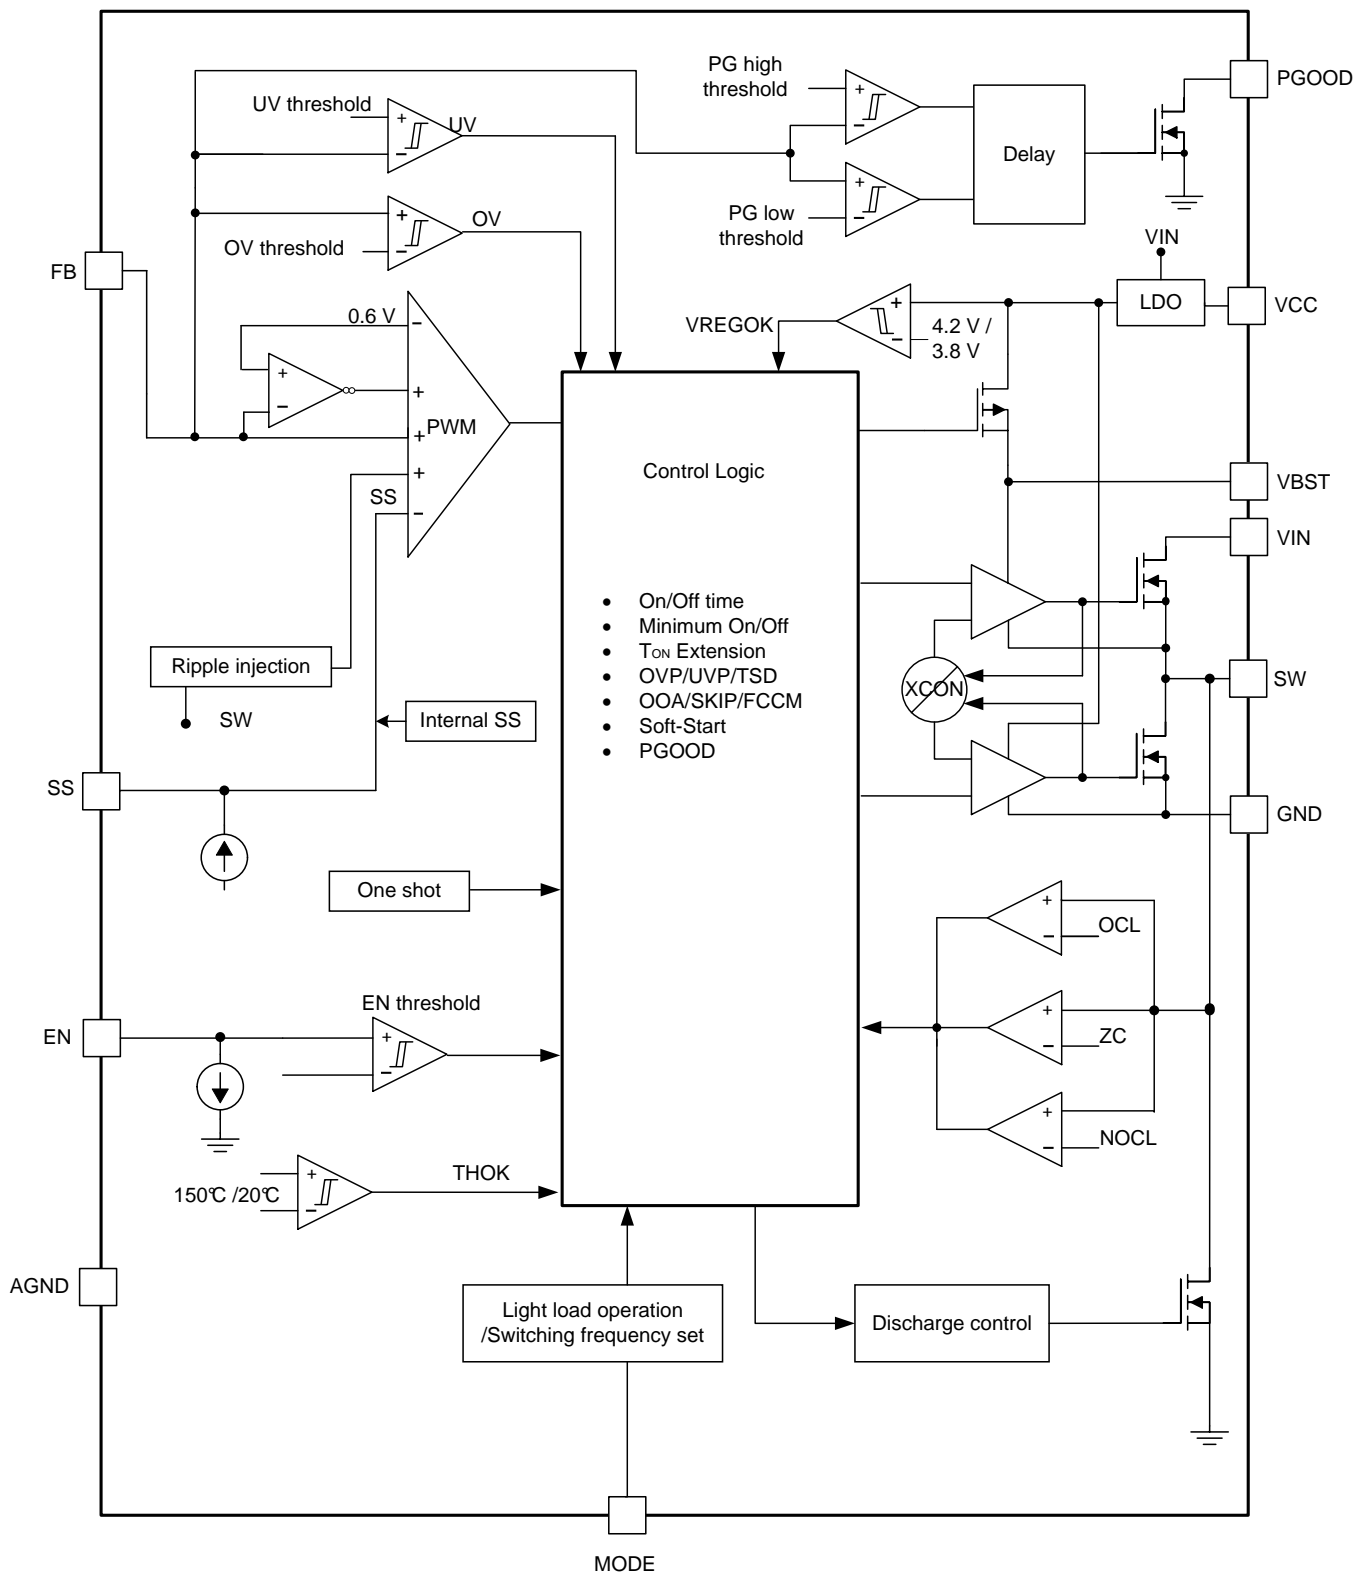 PG high
threshold
PGOOD
UV threshold
+
UV
−
+
−
Delay
+
PG low
threshold
−
+
OV
OV threshold
−
VIN
FB
LDO
VCC
0.6 V
−
VREGOK
+
−
4.2 V /
3.8 V
+
−
+
+
PWM
+
SS
−
Control Logic
VBST
VIN
• On/Off time
• Minimum On/Off
• TON Extension
• OVP/UVP/TSD
• OOA/SKIP/FCCM
• Soft-Start
• PGOOD
Ripple injection
SW
Internal SS
XCON
SW
SS
GND
One shot
+
−
OCL
EN threshold
EN
+
−
+
−
ZC
+
−
NOCL
150°C /20°C
+
−
THOK
AGND
Light load operation
/Switching frequency set
Discharge control
MODE